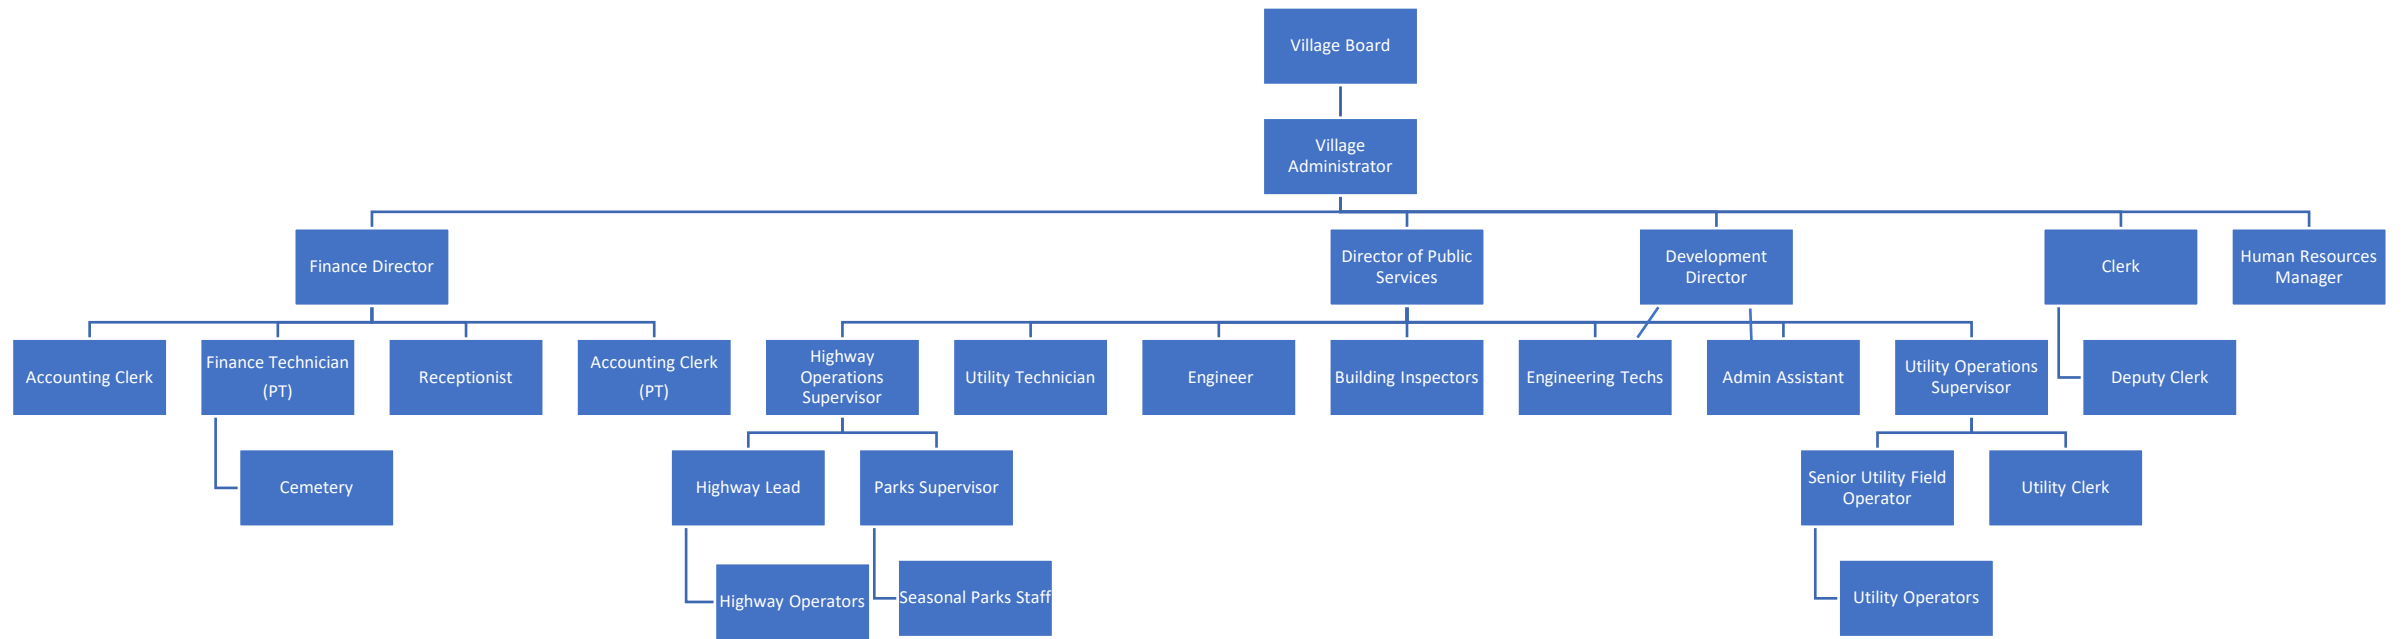 Village Board
Village
Administrator
Finance Director
Director of Public
Services
Development
Director
Clerk
Human Resources
Manager
Accounting Clerk
Finance Technician
(PT)
Receptionist
Accounting Clerk
(PT)
Highway
Operations
Supervisor
Utility Technician
Engineer
Building Inspectors
Engineering Techs
Admin Assistant
Utility Operations
Supervisor
Deputy Clerk
Cemetery
Highway Lead
Parks Supervisor
Senior Utility Field
Operator
Utility Clerk
Highway Operators
Seasonal Parks Staff
Utility Operators